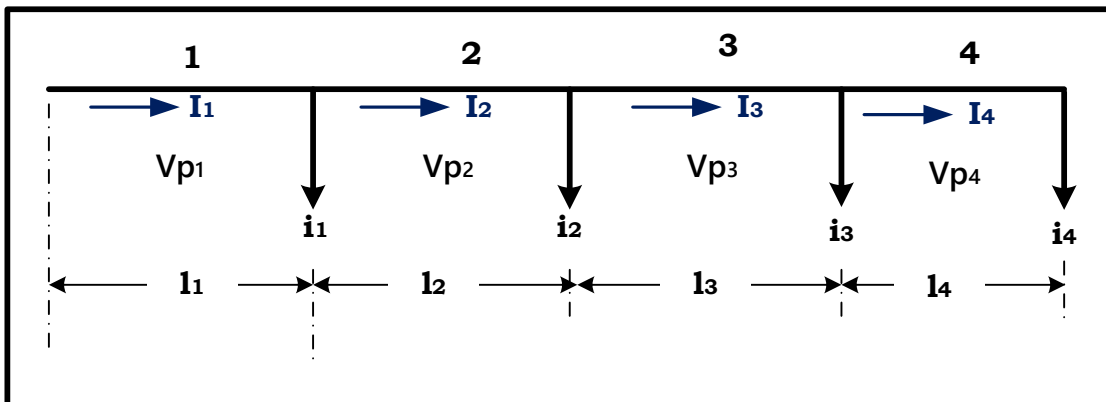 1 2 3 4
I1 I2 I3 I4
Vp1 Vp2 Vp3 Vp4
i1 i2 i3 i4
l1 l2 l3 l4